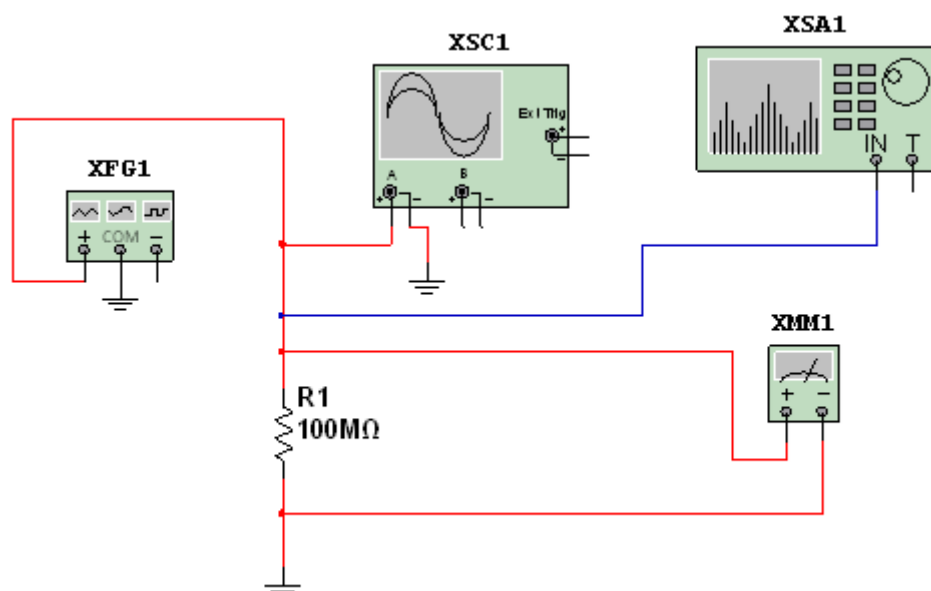 XSC1
XSA1
Ext Trig
+
-
IN T
A B
+ - + -
XFG1
+ COM -
XMM1
+ -
R1
100MΩ